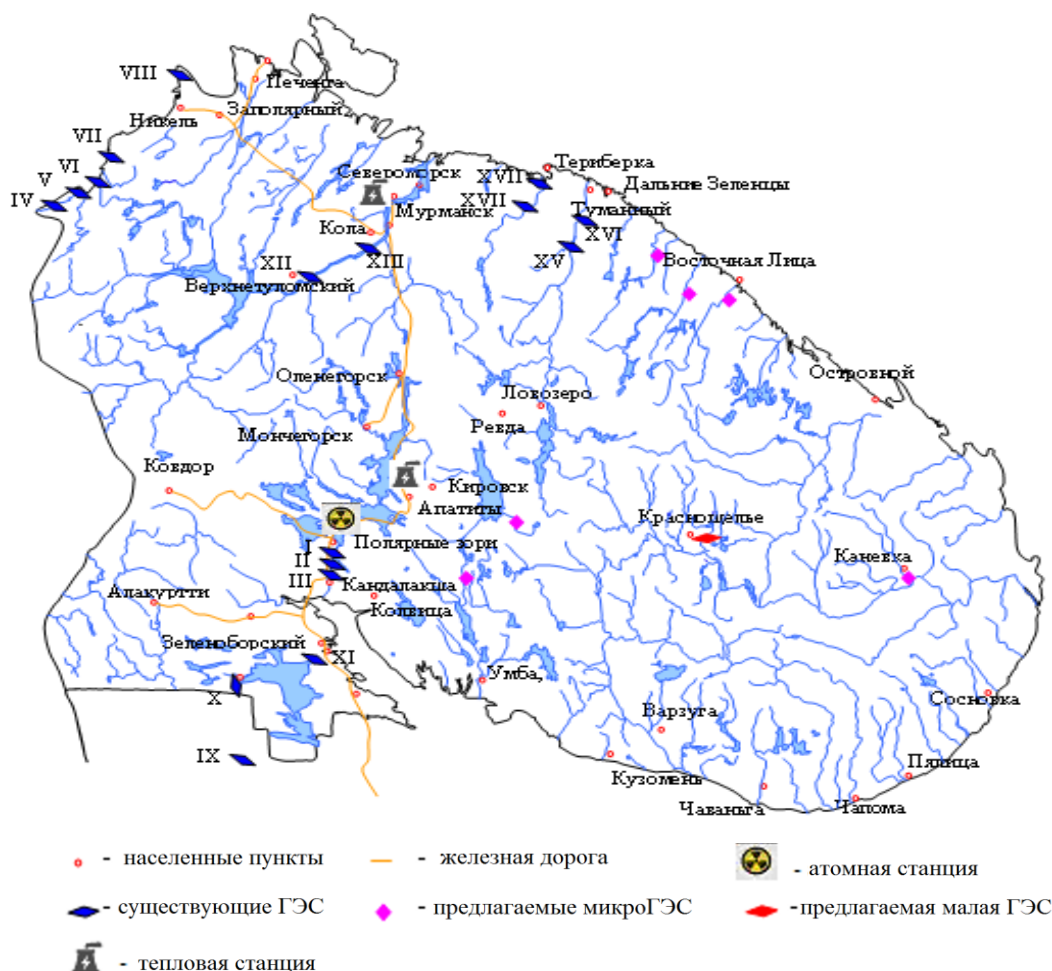 VIII
Печенга
Никель
Заполярный
VII
VI
V
IV
Североморск
Мурманск
Кола
XIII
XII
Верхнетуломский
Териберка
XVII
XVII
Дальние Зеленцы
Туманный
XVI
XV
Восточная Лица
Островной
Оленегорск
Мончегорск
Ловозеро
Ревда
Ковдор
Кировск
Апатиты
Краснощелье
Каневка
I
Полярные зори
II
III
Кандалакша
Колвица
Алакуртти
Зеленоборский
XI
X
IX
Умба,
Варзуга
Кузомень
Сосновка
Пялица
Чаваньга
Чапома
- населенные пункты
- железная дорога
- атомная станция
- существующие ГЭС
- предлагаемые микроГЭС
-предлагаемая малая ГЭС
- тепловая станция